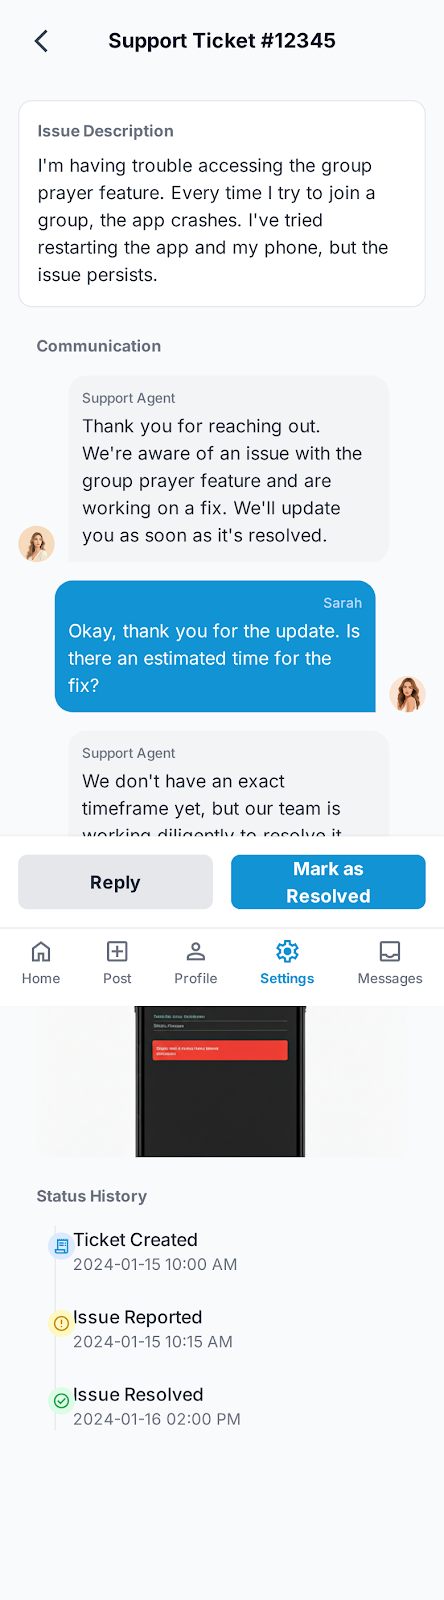 Support Ticket #12345
Issue Description
I'm having trouble accessing the group
prayer feature. Every time I try to join a
group, the app crashes. I've tried
restarting the app and my phone, but the
issue persists.
Communication
Support Agent
Thank you for reaching out.
We're aware of an issue with the
group prayer feature and are
working on a fix. We'll update
you as soon as it's resolved.
Sarah
Okay, thank you for the update. Is
there an estimated time for the
fix?
Support Agent
We don't have an exact
timeframe yet, but our team is
working diligently to resolve it
Reply
Mark as
Resolved
Home
Post
Profile
Settings
Messages
Status History
Ticket Created
2024-01-15 10:00 AM
Issue Reported
2024-01-15 10:15 AM
Issue Resolved
2024-01-16 02:00 PM